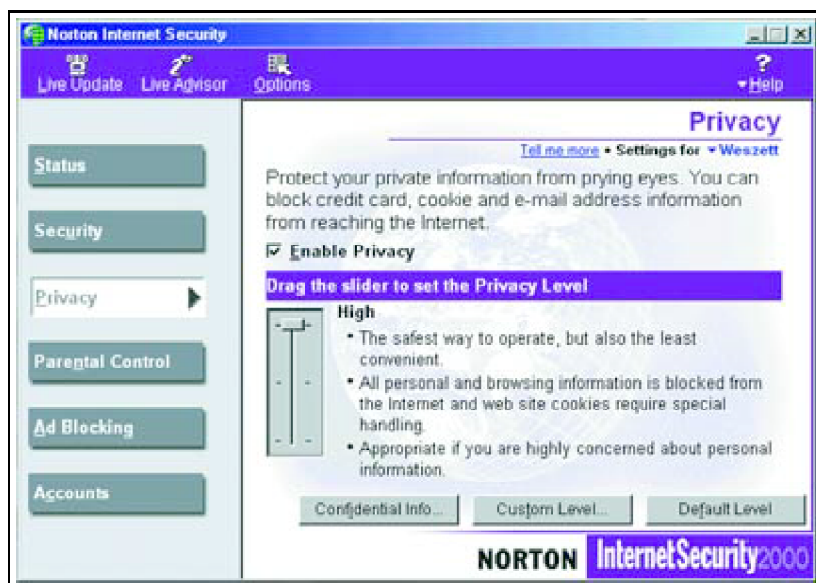 Norton Internet Security
Live Update Live Advisor Options Help
Privacy
Tell me more • Settings for Weszett
Status
Security
Privacy
Parental Control
Ad Blocking
Accounts
Protect your private information from prying eyes. You can
block credit card, cookie and e-mail address information
from reaching the Internet.
Enable Privacy
Drag the slider to set the Privacy Level
High
• The safest way to operate, but also the least
convenient.
• All personal and browsing information is blocked from
the Internet and web site cookies require special
handling.
• Appropriate if you are highly concerned about personal
information.
Confidential Info... Custom Level... Default Level
NORTON InternetSecurity2000